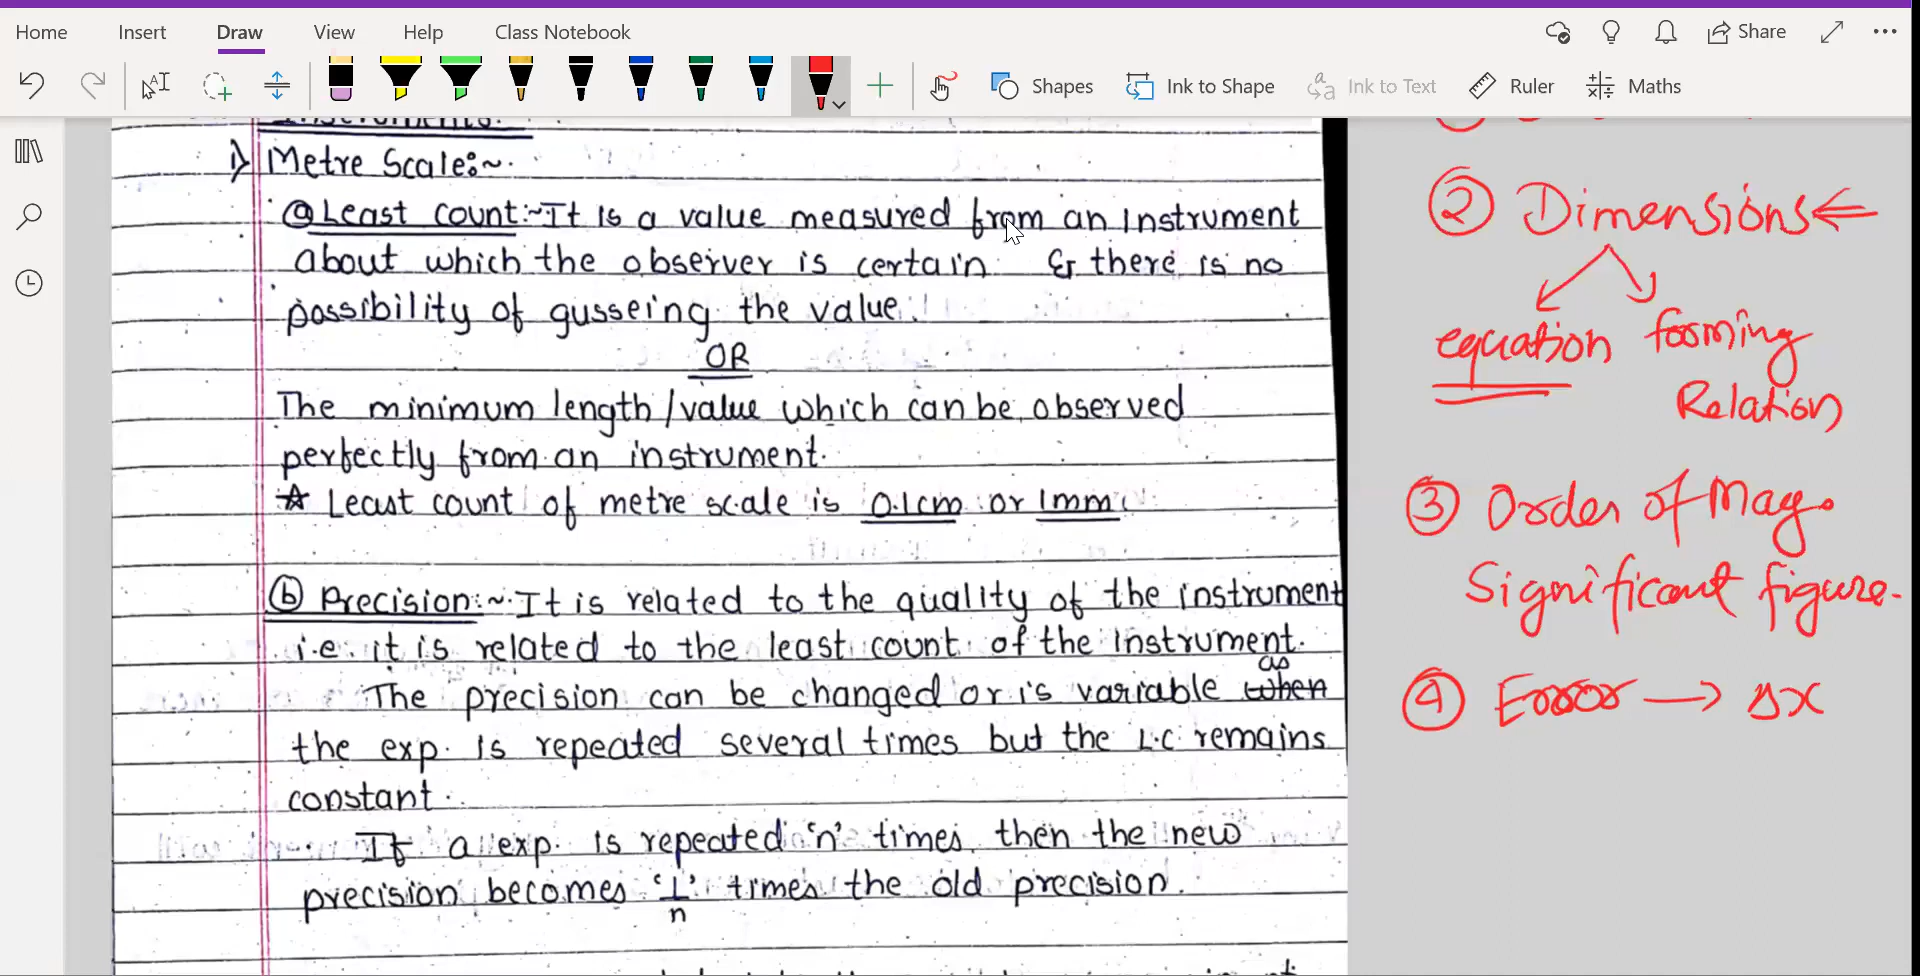 Home Insert Draw View Help Class Notebook Share
Ink to Shape Shapes Ink to Text Ruler Maths
Instruments:
i) Metre Scale:~
(a) Least count:~It is a value measured from an Instrument
about which the observer is certain & there is no
possibility of gusseing the value.
OR
The minimum length/value which can be observed
perfectly from an instrument.
☆ Least count of metre scale is 0.1cm or 1mm.
(b) Precision:~It is related to the quality of the instrument
i.e. it is related to the least count of the instrument.
as
The precision can be changed or is variable when
the exp. is repeated several times but the L.C remains
constant.
If a exp. is repeated 'n' times, then the new
precision becomes '1/n' times the old precision.
② Dimensions
equation forming
Relation
③ Order of Mag.
Significant figure.
④ Error → Δx